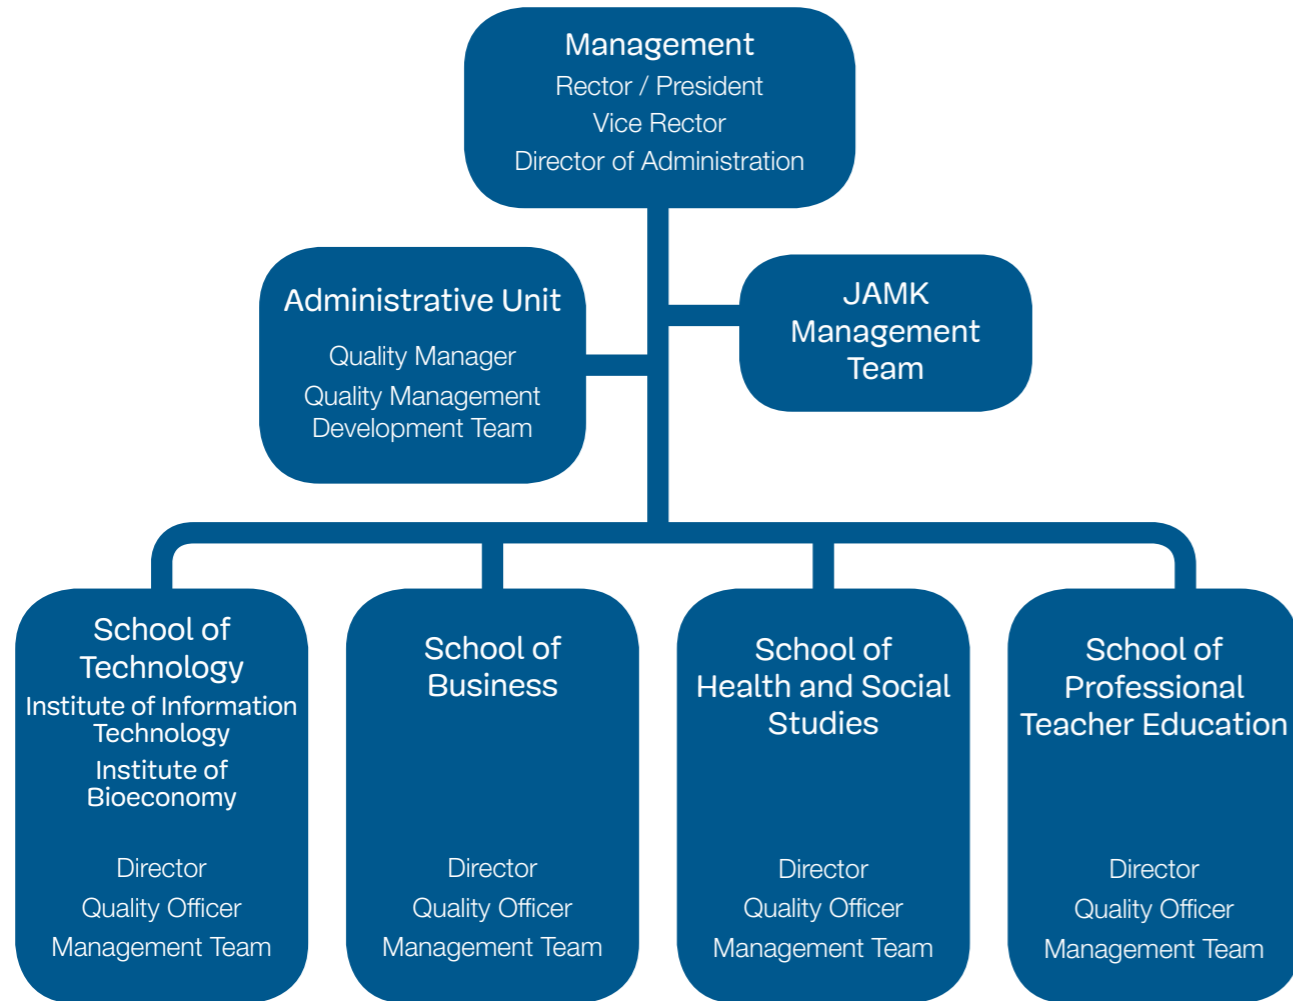 Management
Rector / President
Vice Rector
Director of Administration
Administrative Unit
Quality Manager
Quality Management
Development Team
JAMK
Management
Team
School of
Technology
Institute of Information
Technology
Institute of
Bioeconomy
Director
Quality Officer
Management Team
School of
Business
Director
Quality Officer
Management Team
School of
Health and Social
Studies
Director
Quality Officer
Management Team
School of
Professional
Teacher Education
Director
Quality Officer
Management Team